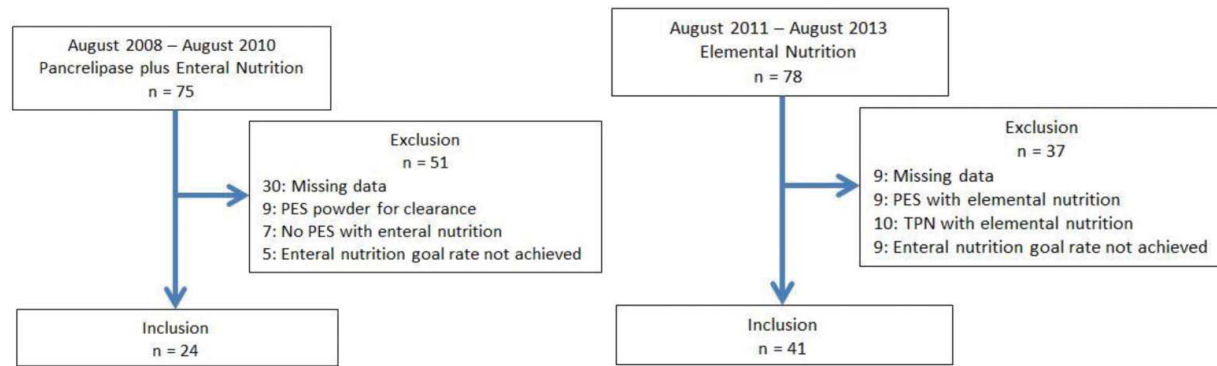 August 2008 – August 2010
Pancrelipase plus Enteral Nutrition
n = 75
Exclusion
n = 51
30: Missing data
9: PES powder for clearance
7: No PES with enteral nutrition
5: Enteral nutrition goal rate not achieved
Inclusion
n = 24
August 2011 – August 2013
Elemental Nutrition
n = 78
Exclusion
n = 37
9: Missing data
9: PES with elemental nutrition
10: TPN with elemental nutrition
9: Enteral nutrition goal rate not achieved
Inclusion
n = 41